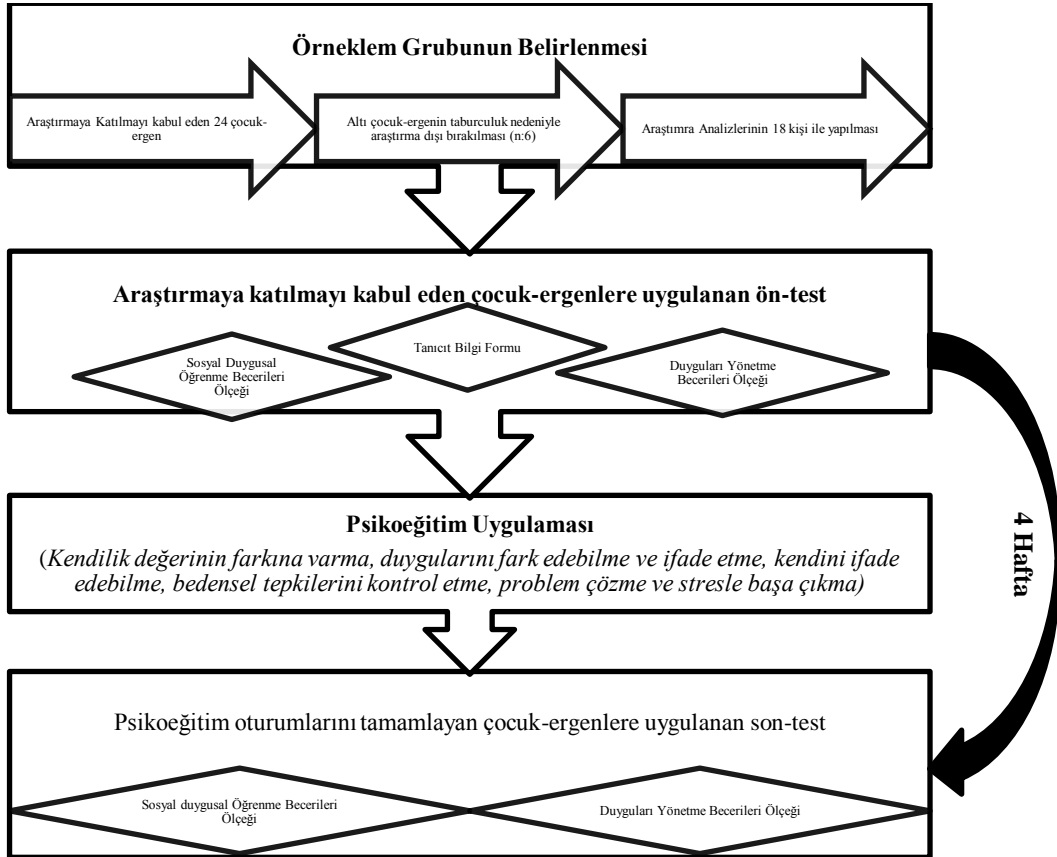 Örneklem Grubunun Belirlenmesi
Araştırmaya Katılmayı kabul eden 24 çocuk-
ergen
Altı çocuk-ergenin taburculuk nedeniyle
araştırma dışı bırakılması (n:6)
Araştımra Analizlerinin 18 kişi ile yapılması
Araştırmaya katılmayı kabul eden çocuk-ergenlere uygulanan ön-test
Sosyal Duygusal
Öğrenme Becerileri
Ölçeği
Tanıcıt Bilgi Formu
Duyguları Yönetme
Becerileri Ölçeği
4 Hafta
Psikoeğitim Uygulaması
(Kendilik değerinin farkına varma, duygularını fark edebilme ve ifade etme, kendini ifade
edebilme, bedensel tepkilerini kontrol etme, problem çözme ve stresle başa çıkma)
Psikoeğitim oturumlarını tamamlayan çocuk-ergenlere uygulanan son-test
Sosyal duygusal Öğrenme Becerileri
Ölçeği
Duyguları Yönetme Becerileri Ölçeği